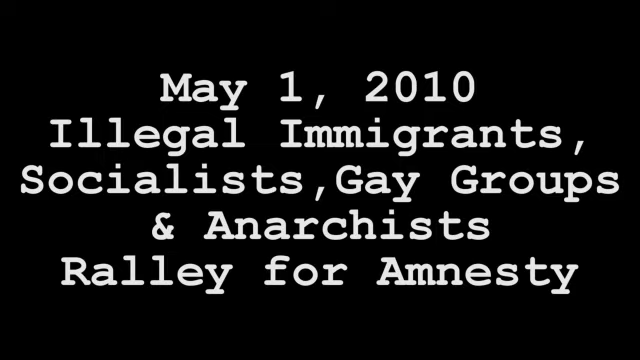 May 1, 2010
Illegal Immigrants,
Socialists,Gay Groups
& Anarchists
Ralley for Amnesty